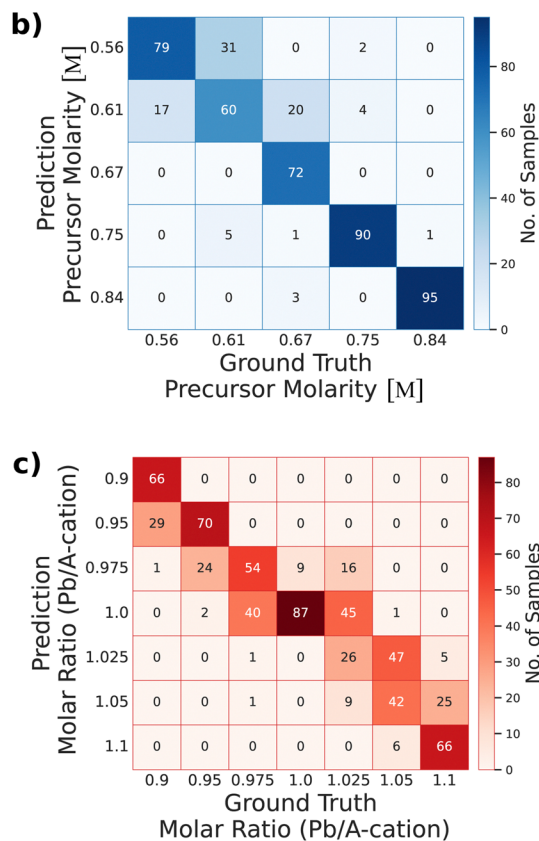 b)
Prediction
Precursor Molarity [M]
0.56 79 31 0 2 0
0.61 17 60 20 4 0
0.67 0 0 72 0 0
0.75 0 5 1 90 1
0.84 0 0 3 0 95
0.56 0.61 0.67 0.75 0.84
Ground Truth
Precursor Molarity [M]
80
60
40
20
0
No. of Samples
c)
Prediction
Molar Ratio (Pb/A-cation)
0.9 66 0 0 0 0 0 0
0.95 29 70 0 0 0 0 0
0.975 1 24 54 9 16 0 0
1.0 0 2 40 87 45 1 0
1.025 0 0 1 0 26 47 5
1.05 0 0 1 0 9 42 25
1.1 0 0 0 0 0 6 66
0.9 0.95 0.975 1.0 1.025 1.05 1.1
Ground Truth
Molar Ratio (Pb/A-cation)
80
70
60
50
40
30
20
10
0
No. of Samples